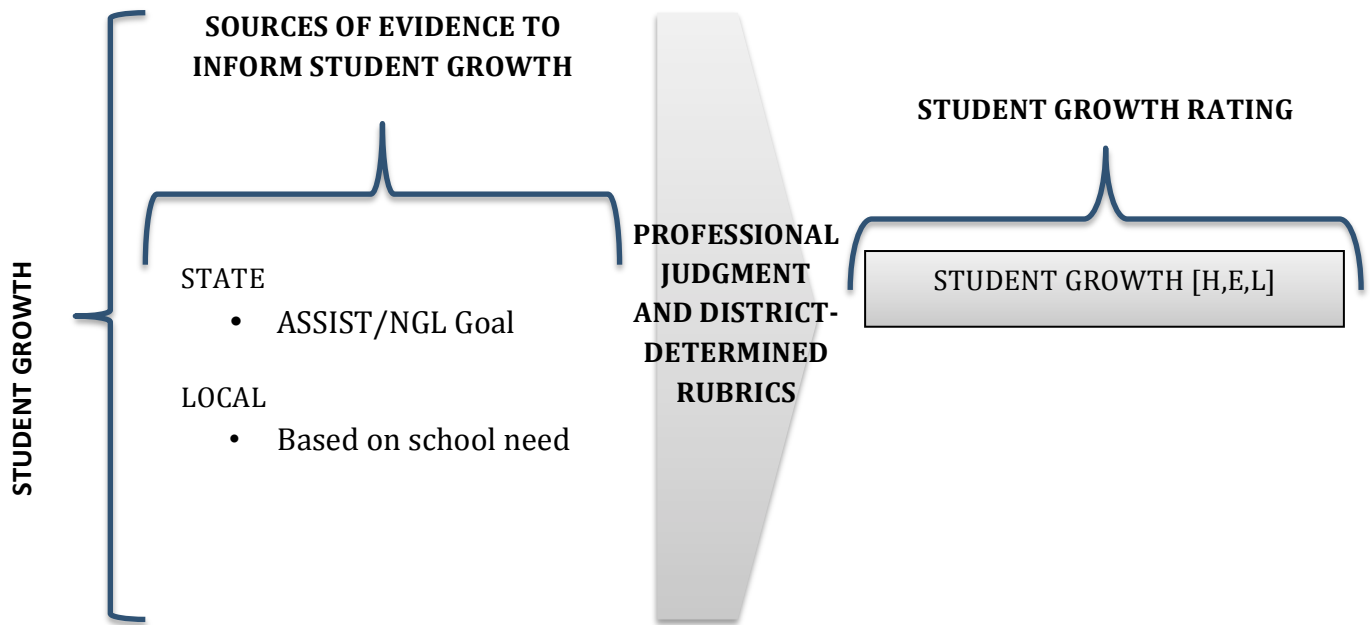 STUDENT GROWTH
SOURCES OF EVIDENCE TO
INFORM STUDENT GROWTH
STATE
• ASSIST/NGL Goal
LOCAL
• Based on school need
PROFESSIONAL
JUDGMENT
AND DISTRICT-
DETERMINED
RUBRICS
STUDENT GROWTH RATING
STUDENT GROWTH [H,E,L]